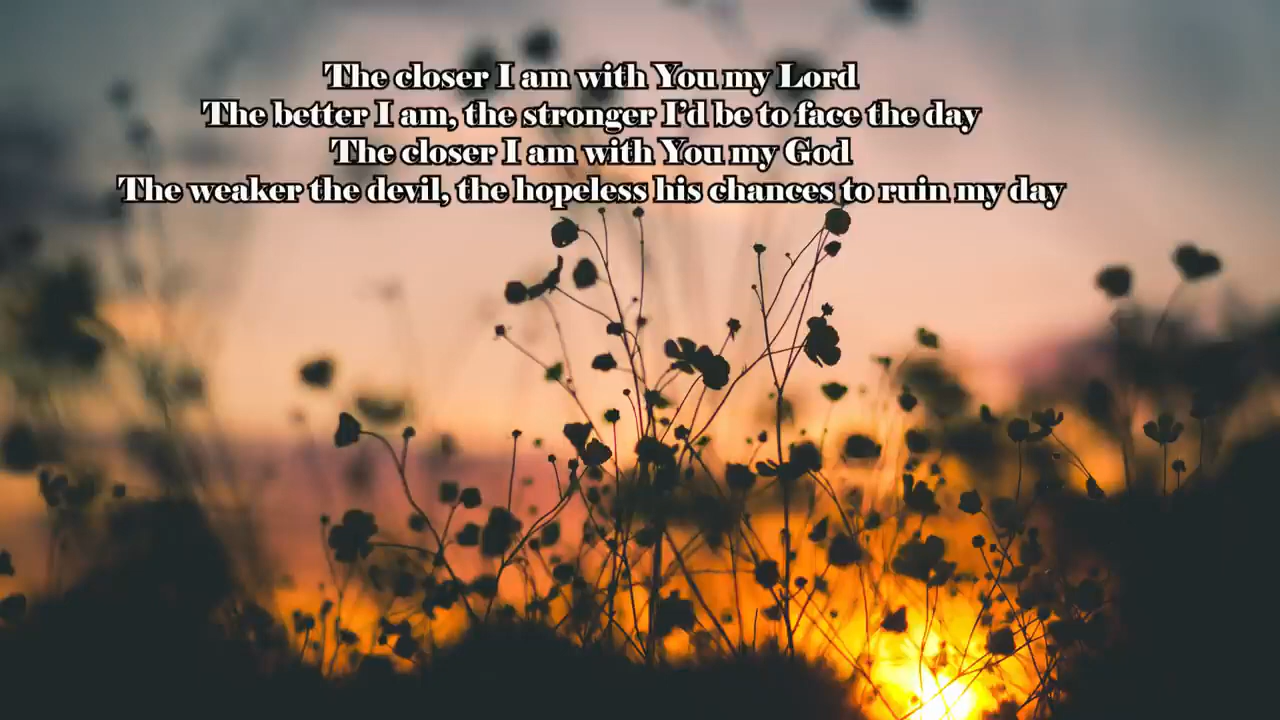 The closer I am with You my Lord
The better I am, the stronger I'd be to face the day
The closer I am with You my God
The weaker the devil, the hopeless his chances to ruin my day